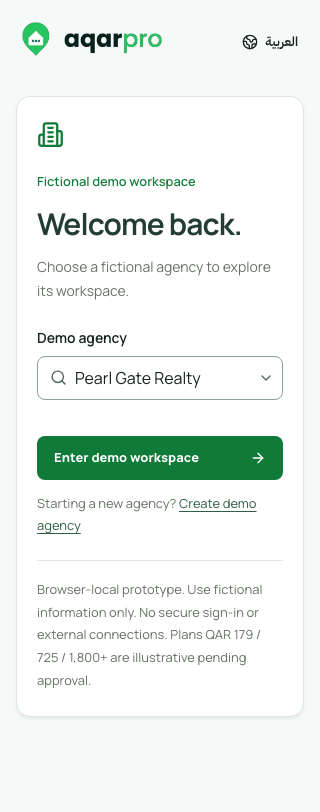 aqarpro
العربية
Fictional demo workspace
Welcome back.
Choose a fictional agency to explore
its workspace.
Demo agency
Pearl Gate Realty
Enter demo workspace
Starting a new agency? Create demo
agency
Browser-local prototype. Use fictional
information only. No secure sign-in or
external connections. Plans QAR 179 /
725 / 1,800+ are illustrative pending
approval.